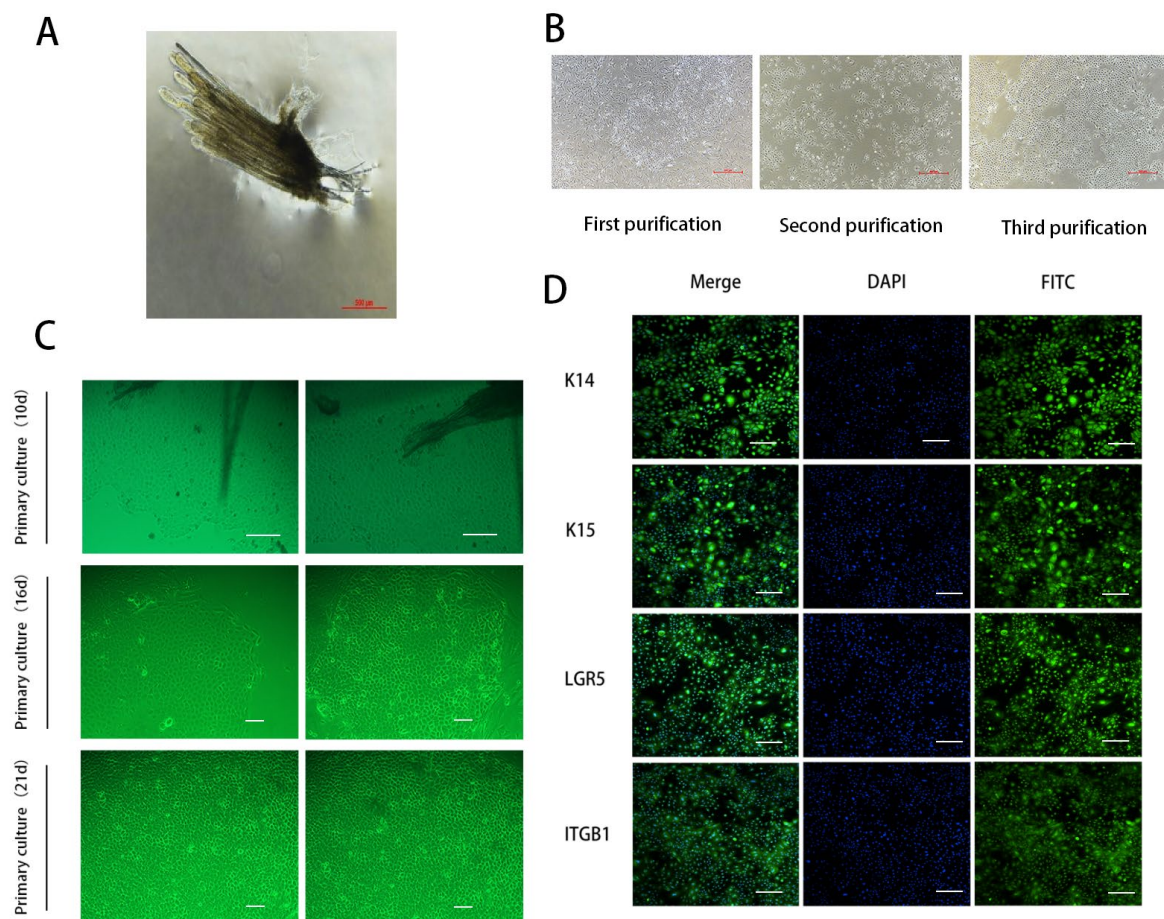 A
500 μm
B
First purification
Second purification
Third purification
C
Primary culture（10d）
Primary culture（16d）
Primary culture（21d）
D
Merge
DAPI
FITC
K14
K15
LGR5
ITGB1